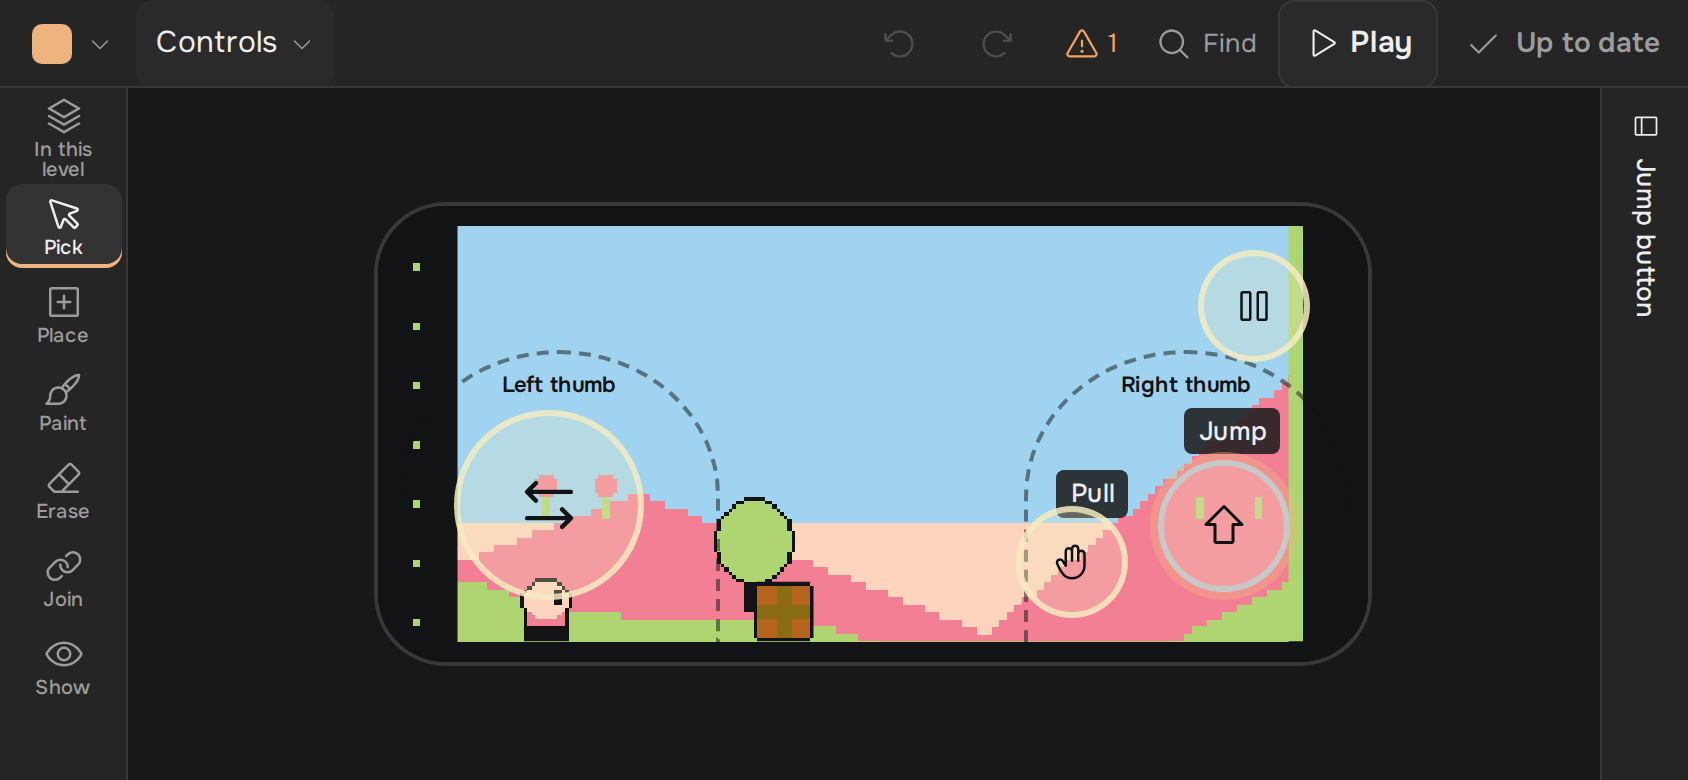 Controls
1
Find
Play
Up to date
In this
level
Pick
Place
Paint
Erase
Join
Show
Left thumb
Right thumb
Jump
Pull
Jump button